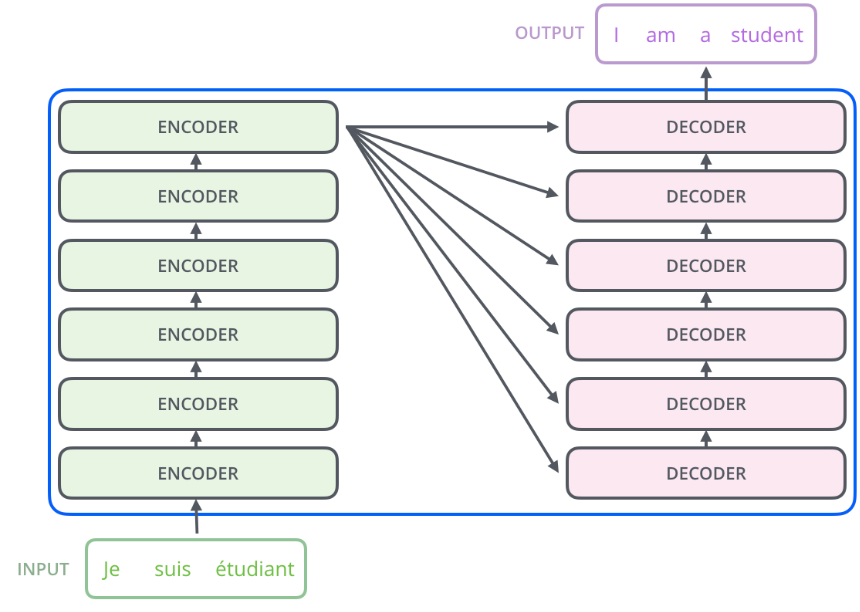 OUTPUT
I am a student
ENCODER
DECODER
ENCODER
DECODER
ENCODER
DECODER
ENCODER
DECODER
ENCODER
DECODER
ENCODER
DECODER
INPUT
Je suis étudiant